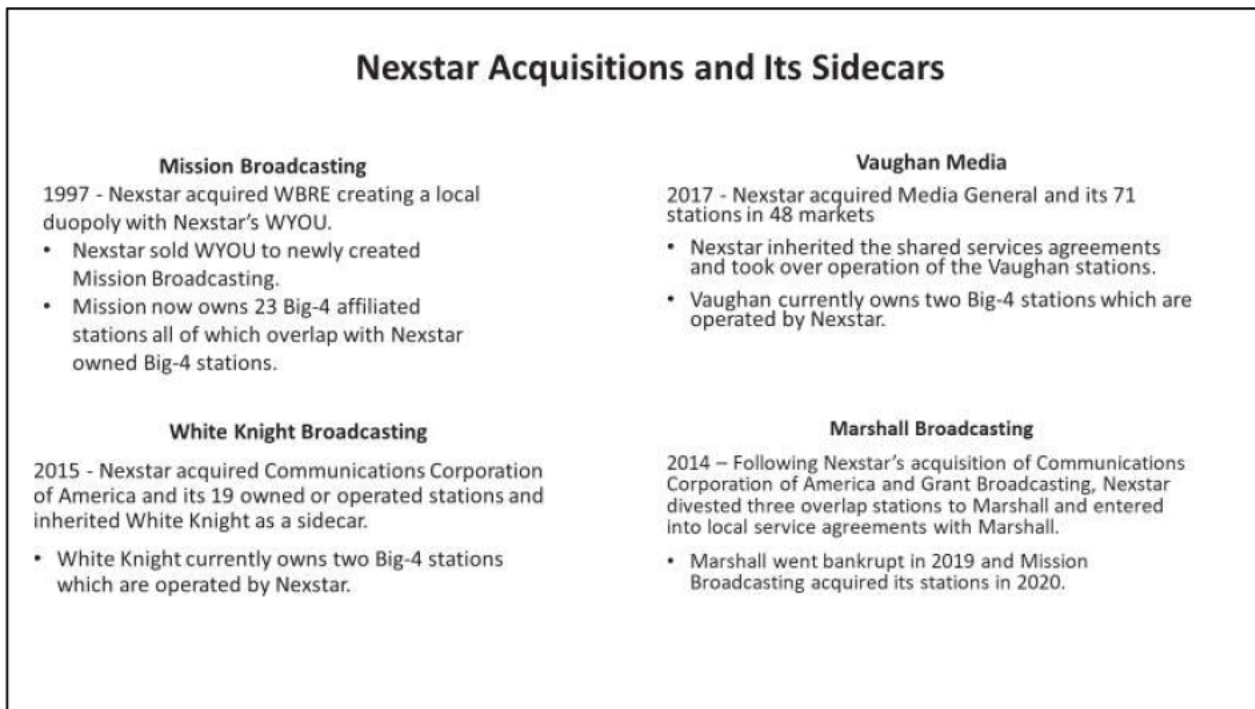 Nexstar Acquisitions and Its Sidecars
Mission Broadcasting
1997 - Nexstar acquired WBRE creating a local
duopoly with Nexstar's WYOU.
• Nexstar sold WYOU to newly created
Mission Broadcasting.
• Mission now owns 23 Big-4 affiliated
stations all of which overlap with Nexstar
owned Big-4 stations.
Vaughan Media
2017 - Nexstar acquired Media General and its 71
stations in 48 markets
• Nexstar inherited the shared services agreements
and took over operation of the Vaughan stations.
• Vaughan currently owns two Big-4 stations which are
operated by Nexstar.
White Knight Broadcasting
2015 - Nexstar acquired Communications Corporation
of America and its 19 owned or operated stations and
inherited White Knight as a sidecar.
• White Knight currently owns two Big-4 stations
which are operated by Nexstar.
Marshall Broadcasting
2014 – Following Nexstar's acquisition of Communications
Corporation of America and Grant Broadcasting, Nexstar
divested three overlap stations to Marshall and entered
into local service agreements with Marshall.
• Marshall went bankrupt in 2019 and Mission
Broadcasting acquired its stations in 2020.